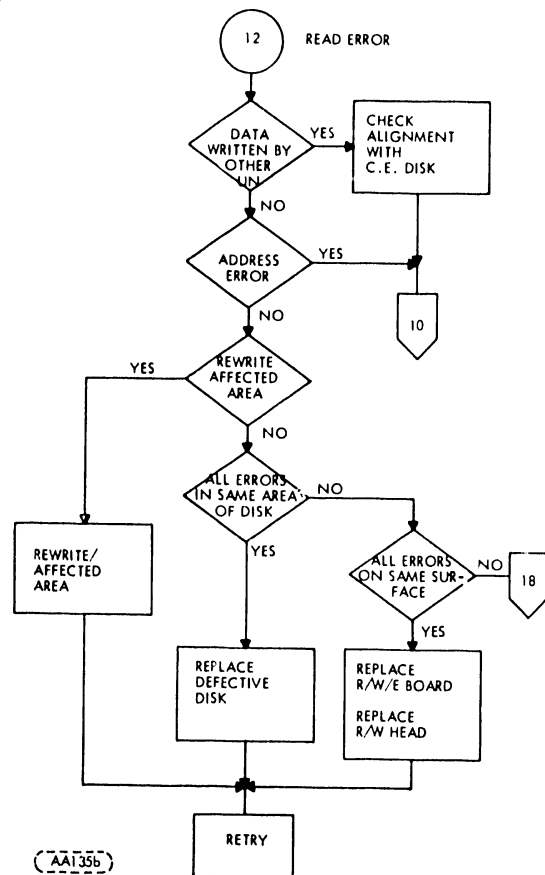 12
READ ERROR
DATA
WRITTEN BY
OTHER
UN
YES
CHECK
ALIGNMENT
WITH
C.E. DISK
NO
ADDRESS
ERROR
YES
10
NO
REWRITE
AFFECTED
AREA
YES
NO
ALL ERRORS
IN SAME AREA
OF DISK
NO
YES
REWRITE/
AFFECTED
AREA
ALL ERRORS
ON SAME SUR-
FACE
NO
18
YES
REPLACE
DEFECTIVE
DISK
REPLACE
R/W/E BOARD
REPLACE
R/W HEAD
RETRY
AA135b